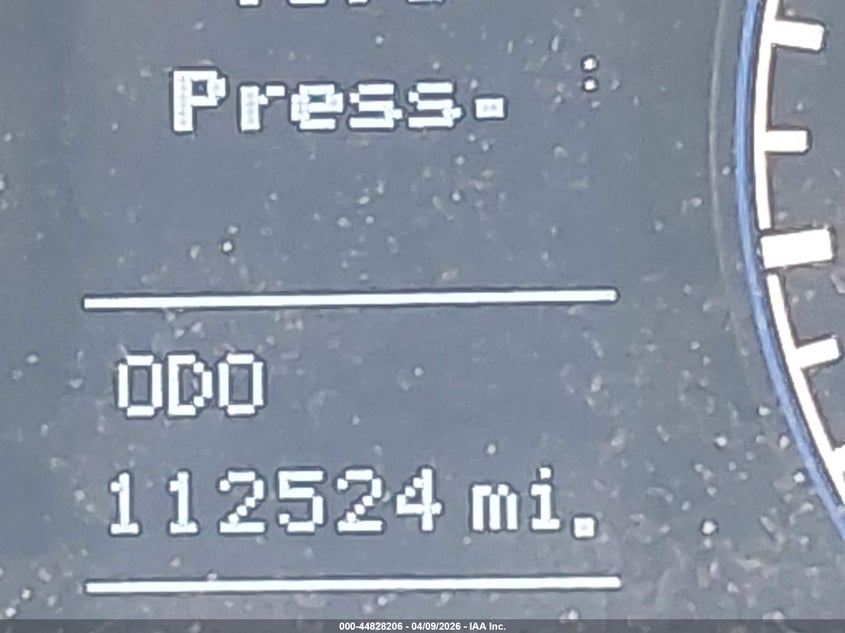 Press.
ODO
112524 mi.
000-44828206 - 04/09/2026 - IAA Inc.